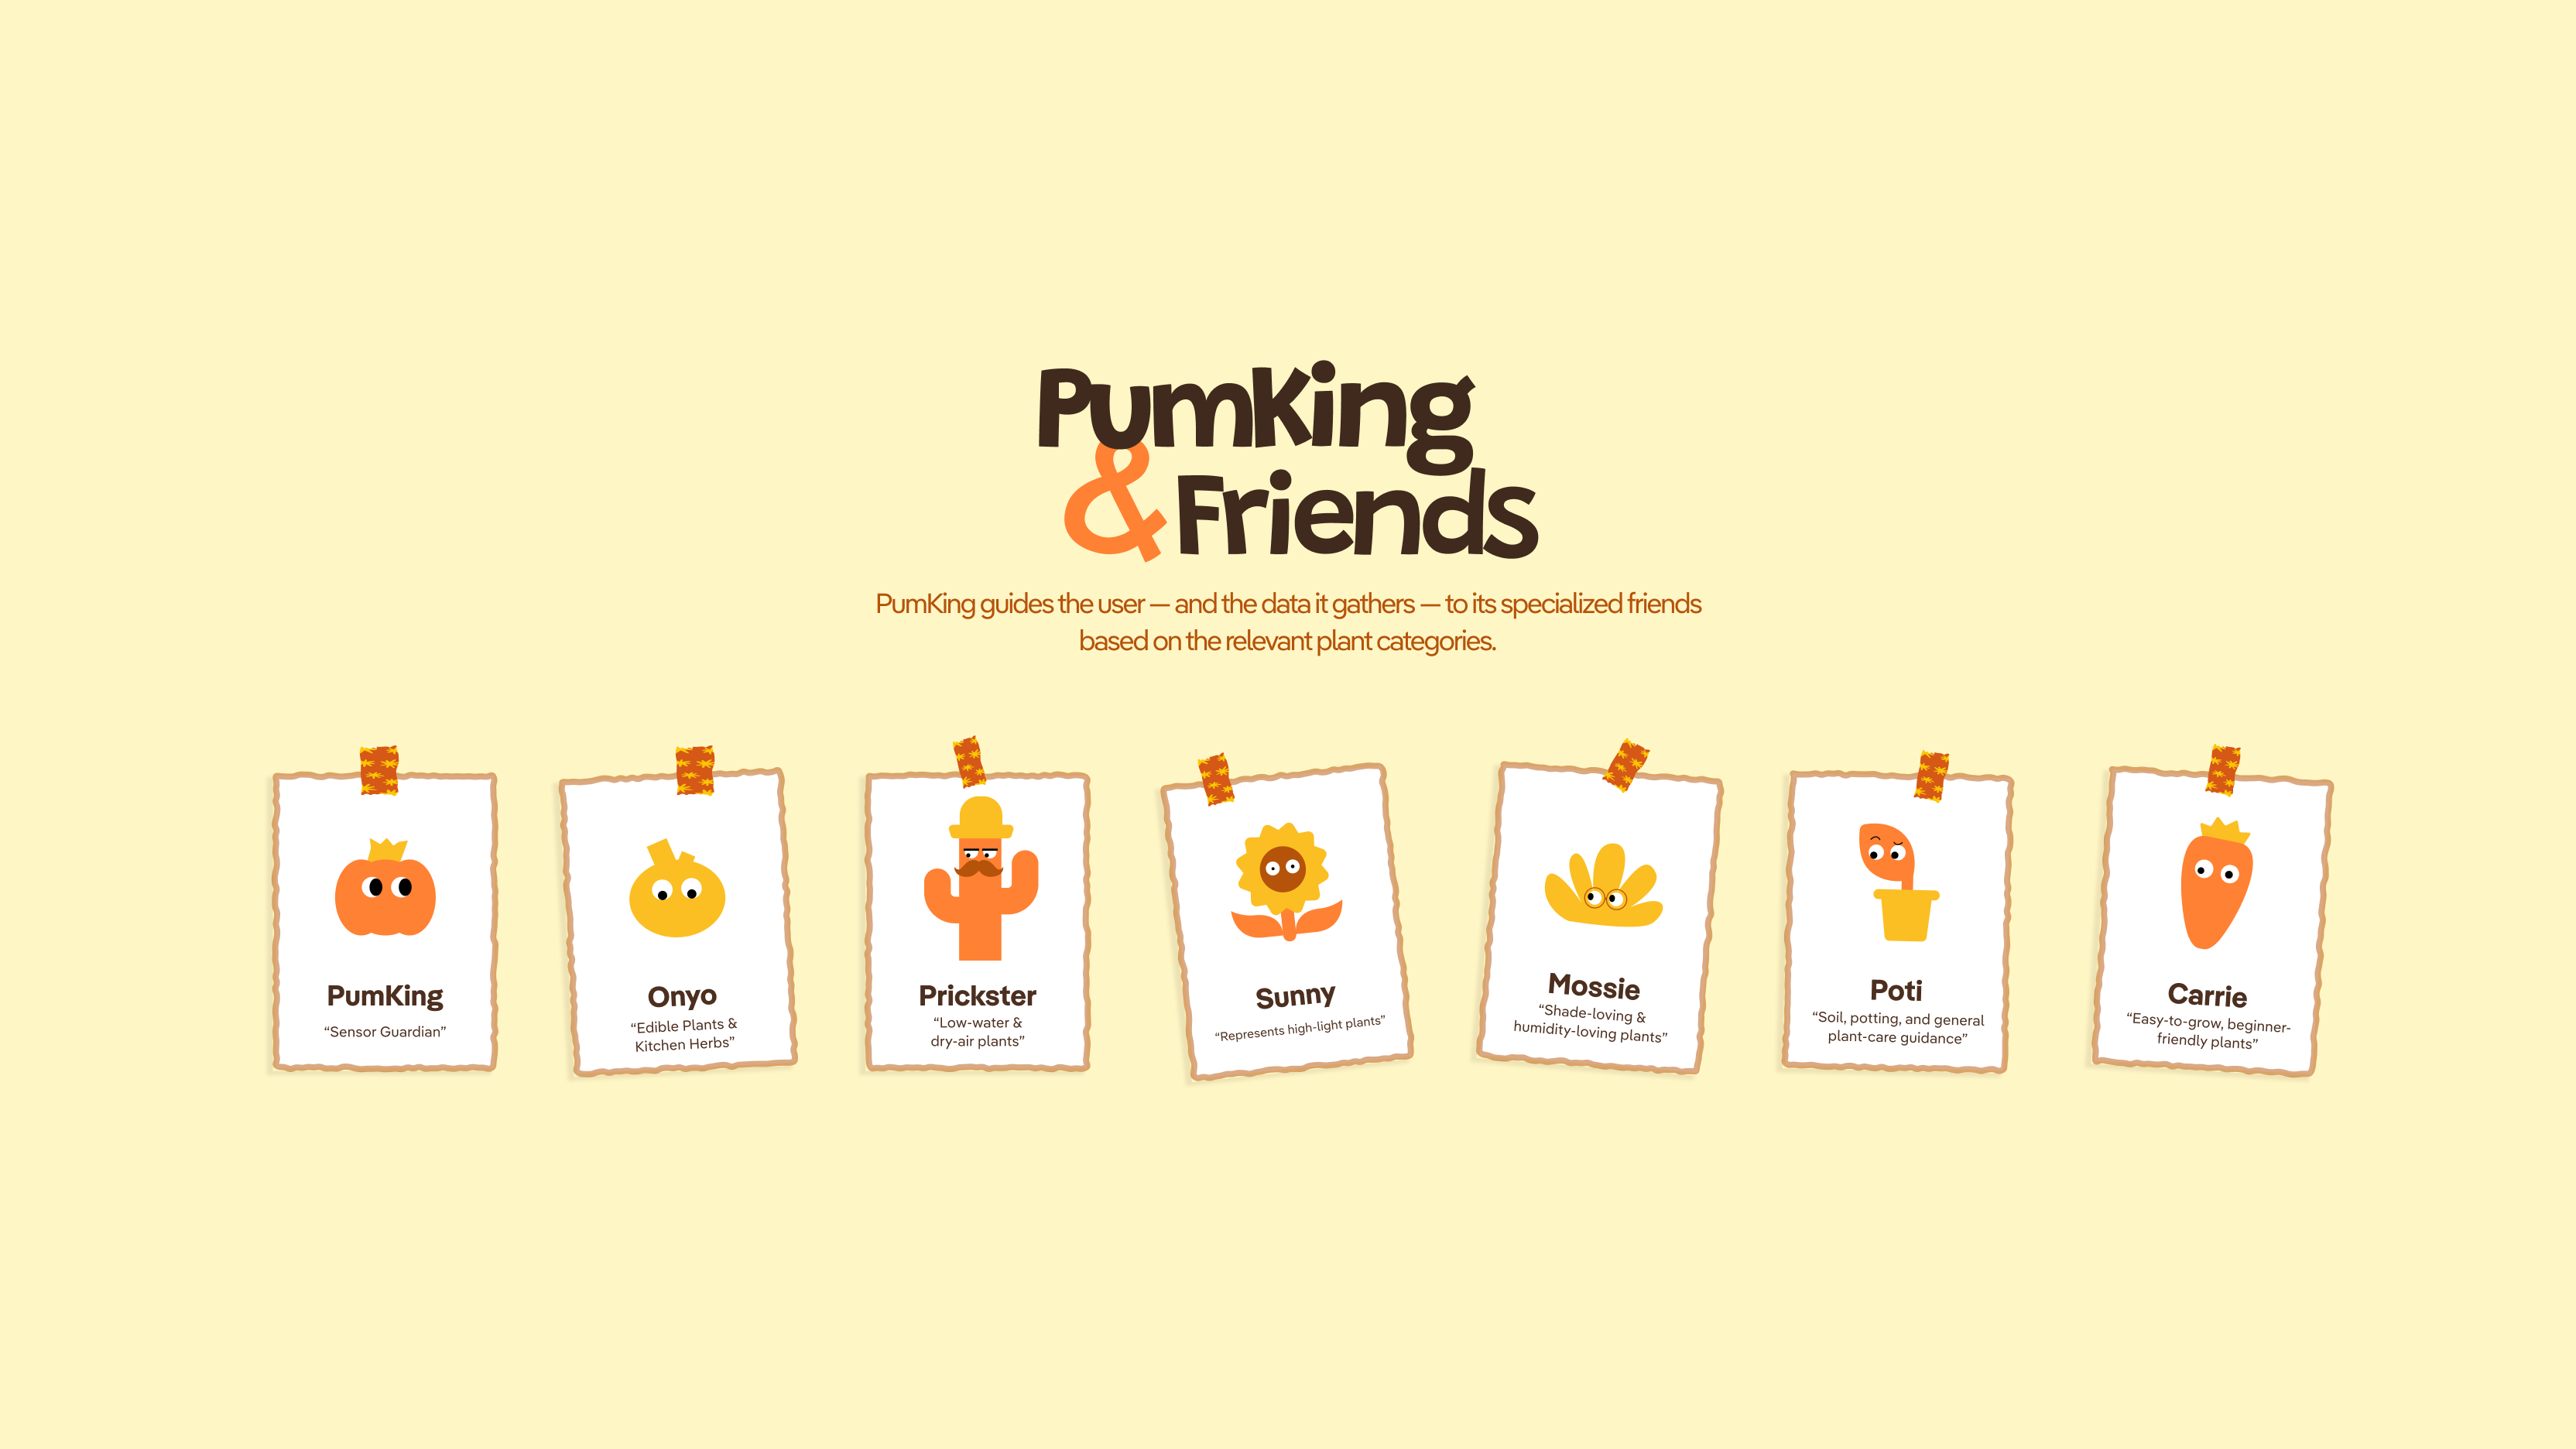 PumKing
& Friends
PumKing guides the user — and the data it gathers — to its specialized friends
based on the relevant plant categories.
PumKing
“Sensor Guardian”
Onyo
“Edible Plants &
Kitchen Herbs”
Prickster
“Low-water &
dry-air plants”
Sunny
“Represents high-light plants”
Mossie
“Shade-loving &
humidity-loving plants”
Poti
“Soil, potting, and general
plant-care guidance”
Carrie
“Easy-to-grow, beginner-
friendly plants”